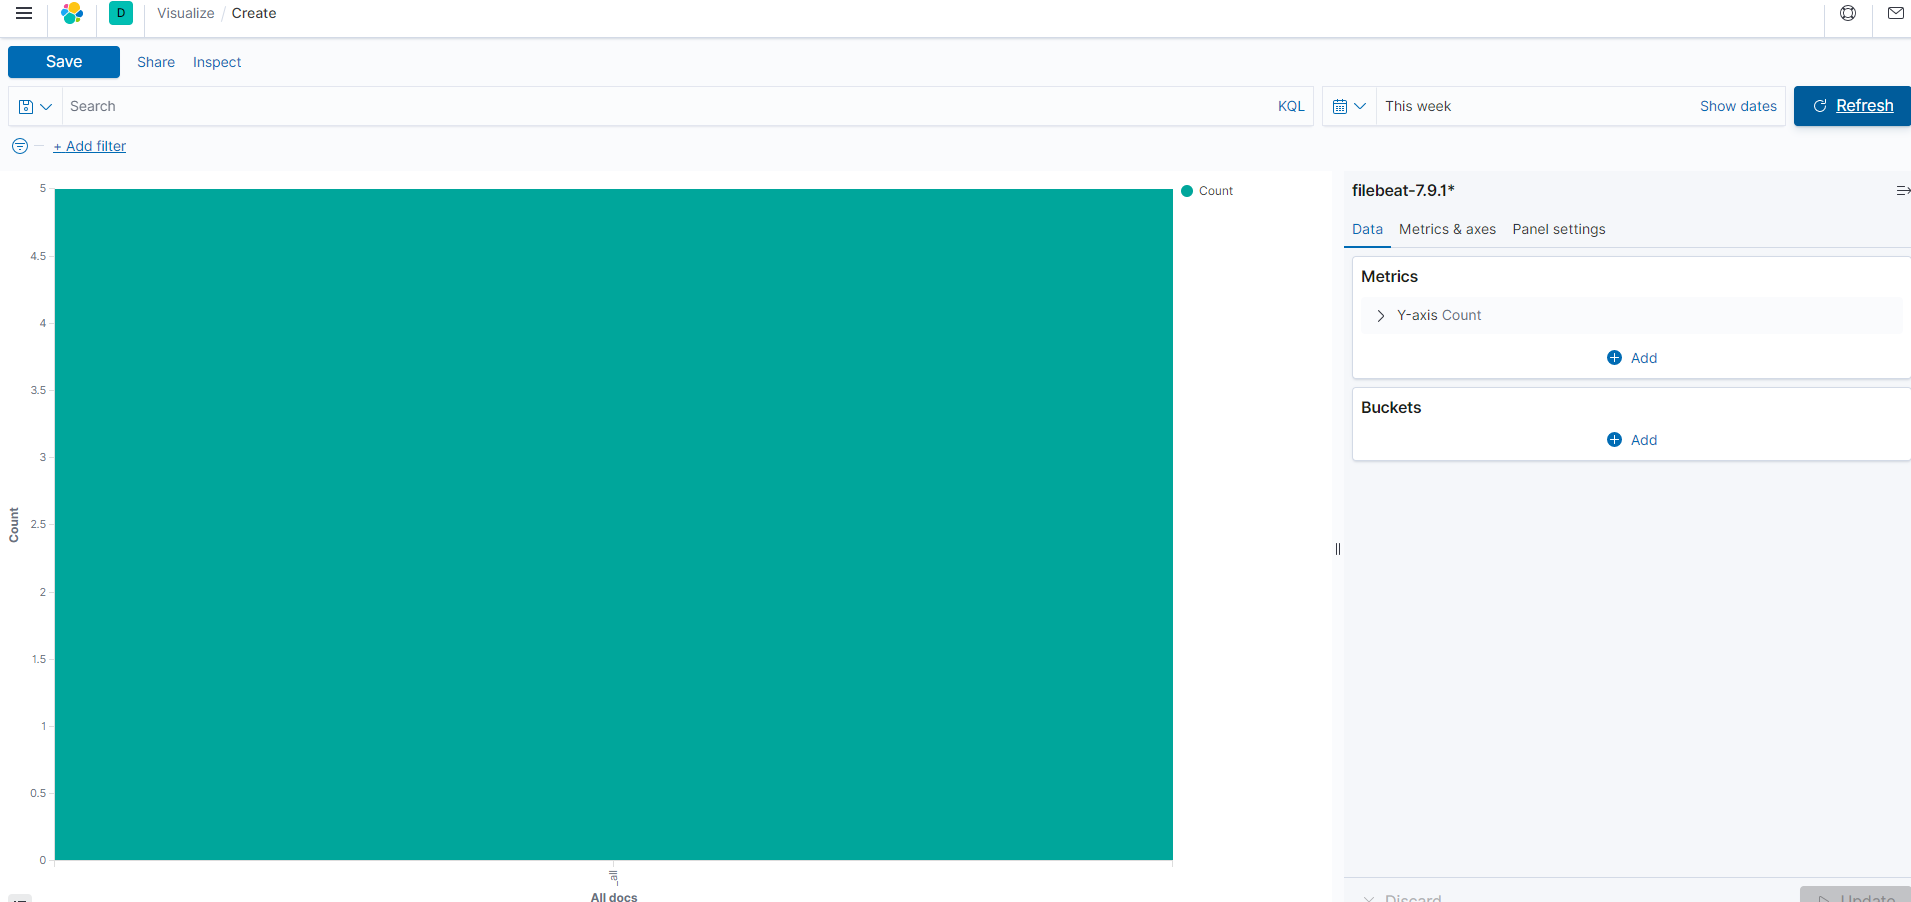 D Visualize / Create
Save Share Inspect
Search KQL This week Show dates Refresh
+ Add filter
5
4.5
4
3.5
3
2.5
2
1.5
1
0.5
0
Count
_all
All docs
Count
filebeat-7.9.1*
Data Metrics & axes Panel settings
Metrics
Y-axis Count
Add
Buckets
Add
Discard Update